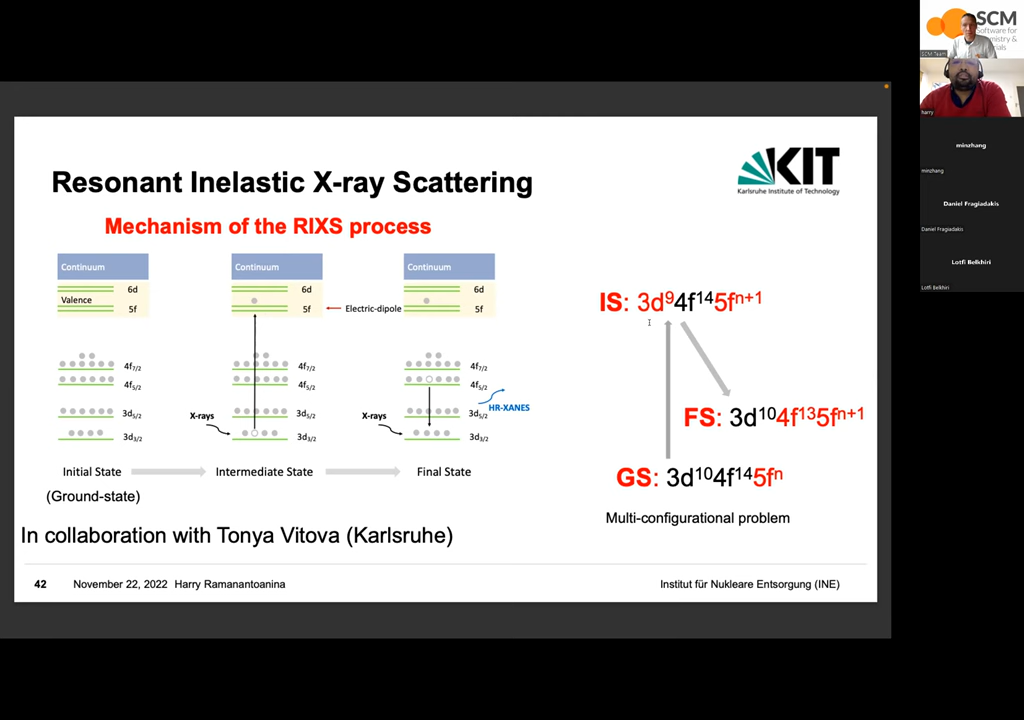 Resonant Inelastic X-ray Scattering
KIT
Karlsruhe Institute of Technology
Mechanism of the RIXS process
Continuum
6d
Valence
5f
4f7/2
4f5/2
3d5/2
3d3/2
Continuum
6d
5f
Electric-dipole
4f7/2
4f5/2
X-rays
3d5/2
3d3/2
Continuum
6d
5f
4f7/2
4f5/2
X-rays
3d5/2
HR-XANES
3d3/2
Initial State
Intermediate State
Final State
(Ground-state)
IS: 3d⁹4f¹⁴5fⁿ⁺¹
FS: 3d¹⁰4f¹³5fⁿ⁺¹
GS: 3d¹⁰4f¹⁴5fⁿ
Multi-configurational problem
In collaboration with Tonya Vitova (Karlsruhe)
42 November 22, 2022 Harry Ramanantoanina
Institut für Nukleare Entsorgung (INE)
SCM
Software for
&
SCM Team
harry
minzhang
minzhang
Daniel Fragiadakis
Daniel Fragiadakis
Lotfi Belkhiri
Lotfi Belkhiri